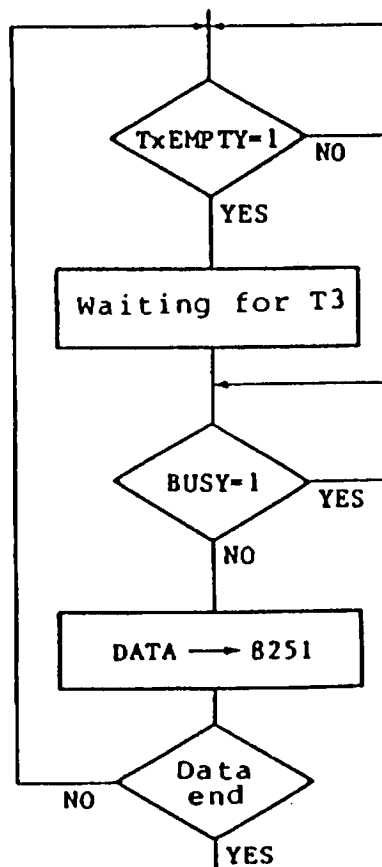 TxEMPTY=1
NO
YES
Waiting for T3
BUSY=1
YES
NO
DATA → 8251
Data
end
NO
YES